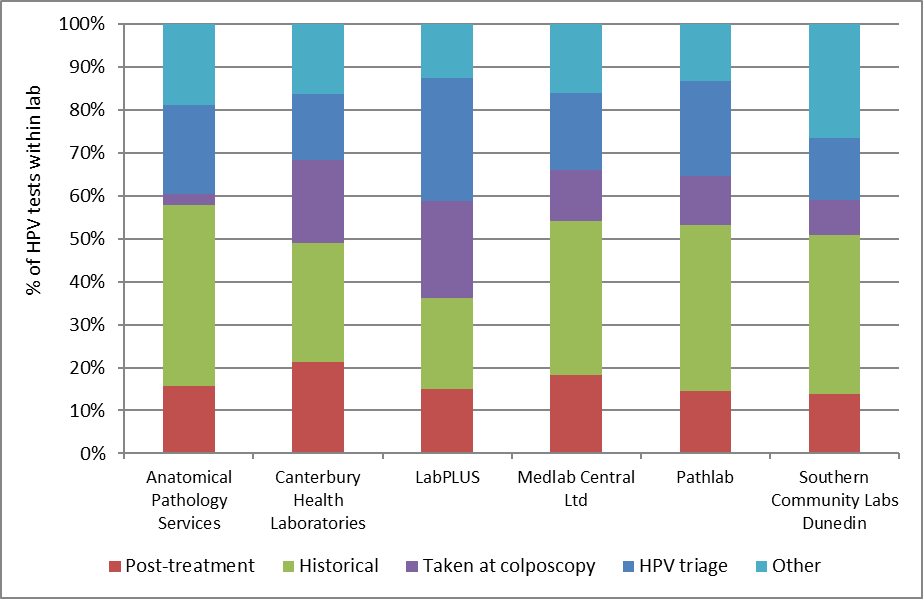 100%
90%
80%
70%
60%
50%
40%
30%
20%
10%
0%
% of HPV tests within lab
Anatomical
Pathology
Services
Canterbury
Health
Laboratories
LabPLUS
Medlab Central
Ltd
Pathlab
Southern
Community Labs
Dunedin
Post-treatment
Historical
Taken at colposcopy
HPV triage
Other